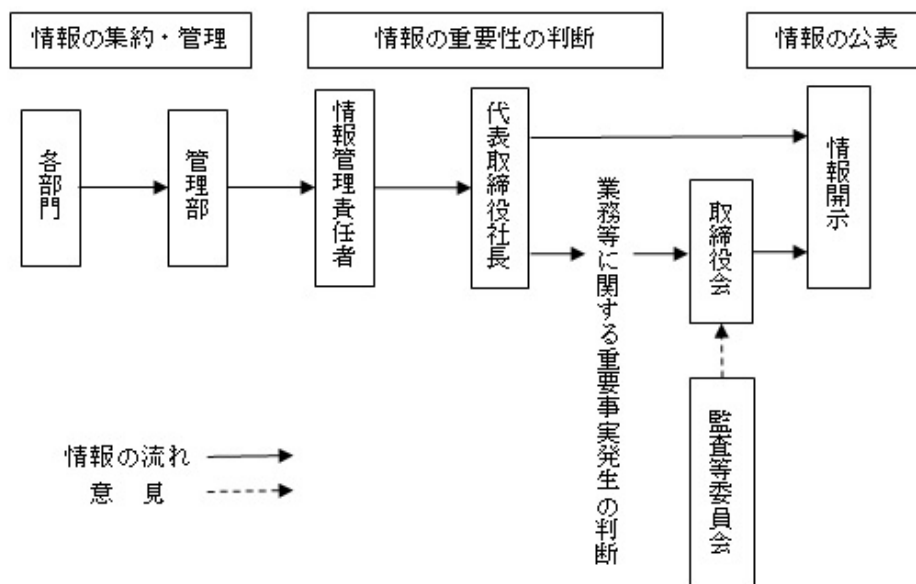 情報の集約・管理
情報の重要性の判断
情報の公表
各部門
管理部
情報管理責任者
代表取締役社長
業務等に関する重要事実発生の判断
取締役会
情報開示
監査等委員会
情報の流れ
意 見